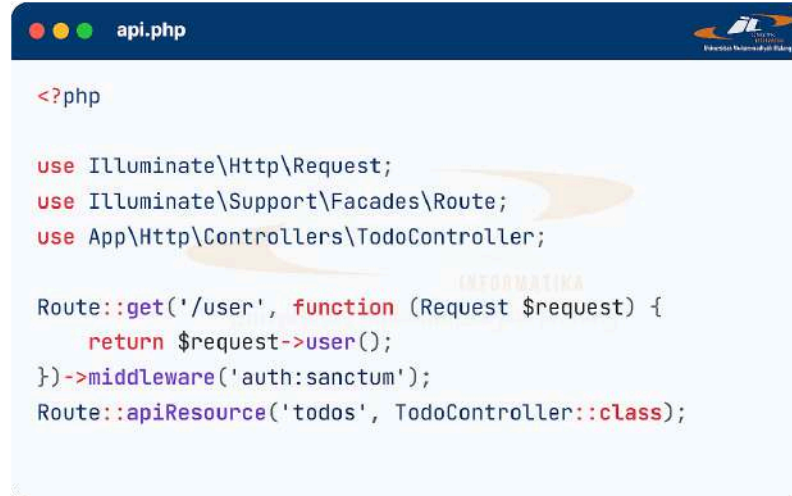 api.php
<?php
use Illuminate\Http\Request;
use Illuminate\Support\Facades\Route;
use App\Http\Controllers\TodoController;
INFORMATIKA
Route::get('/user', function (Request $request) {
    return $request->user();
})->middleware('auth:sanctum');
Route::apiResource('todos', TodoController::class);